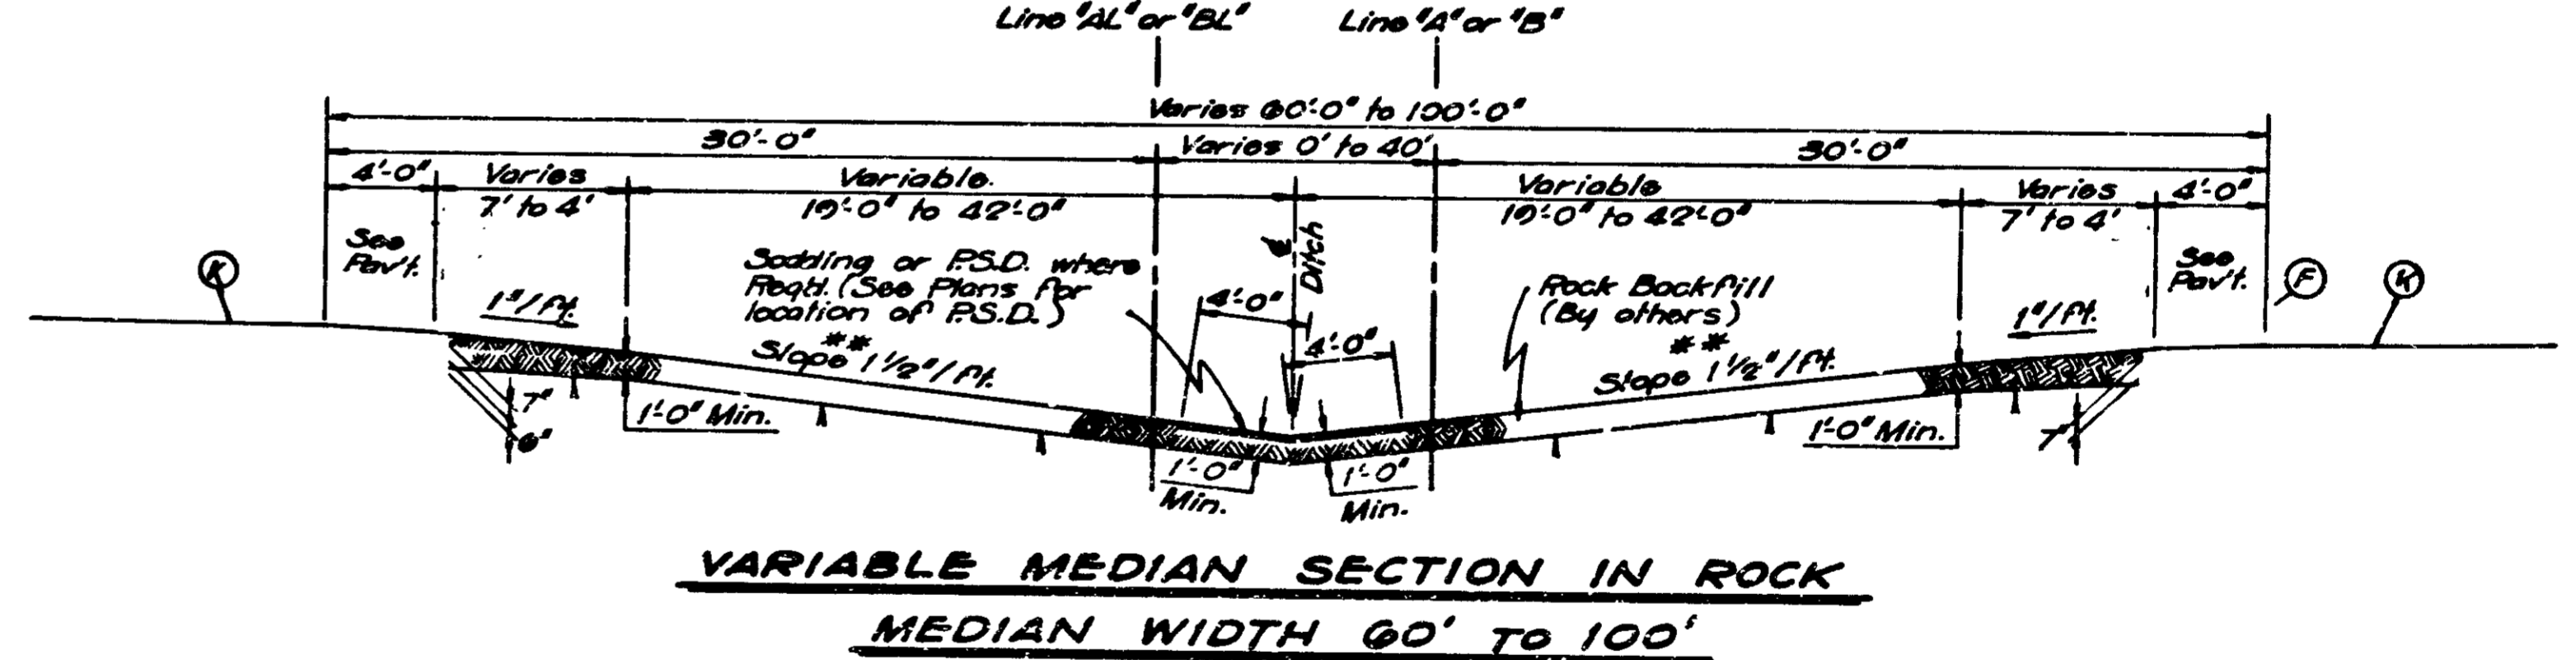 Line "AL" or "BL" Line "A" or "B"
Varies 60'-0" to 100'-0"
30'-0" Varies 0' to 40' 30'-0"
4'-0" Varies 7' to 4' Variable 19'-0" to 42'-0" Variable 19'-0" to 42'-0" Varies 7' to 4' 4'-0"
See
Pav't.
K
1"/ft.
Sodding or P.S.D. where
Reqd. (See Plans for
location of P.S.D.)
**
Slope 1 1/2"/ft.
4'-0"
℄
Ditch
4'-0"
Rock Backfill
(By others)
**
Slope 1 1/2"/ft.
1"/ft.
See
Pav't.
F
K
7"
6"
1'-0" Min.
1'-0"
Min.
1'-0"
Min.
1'-0" Min.
7"
VARIABLE MEDIAN SECTION IN ROCK
MEDIAN WIDTH 60' TO 100'